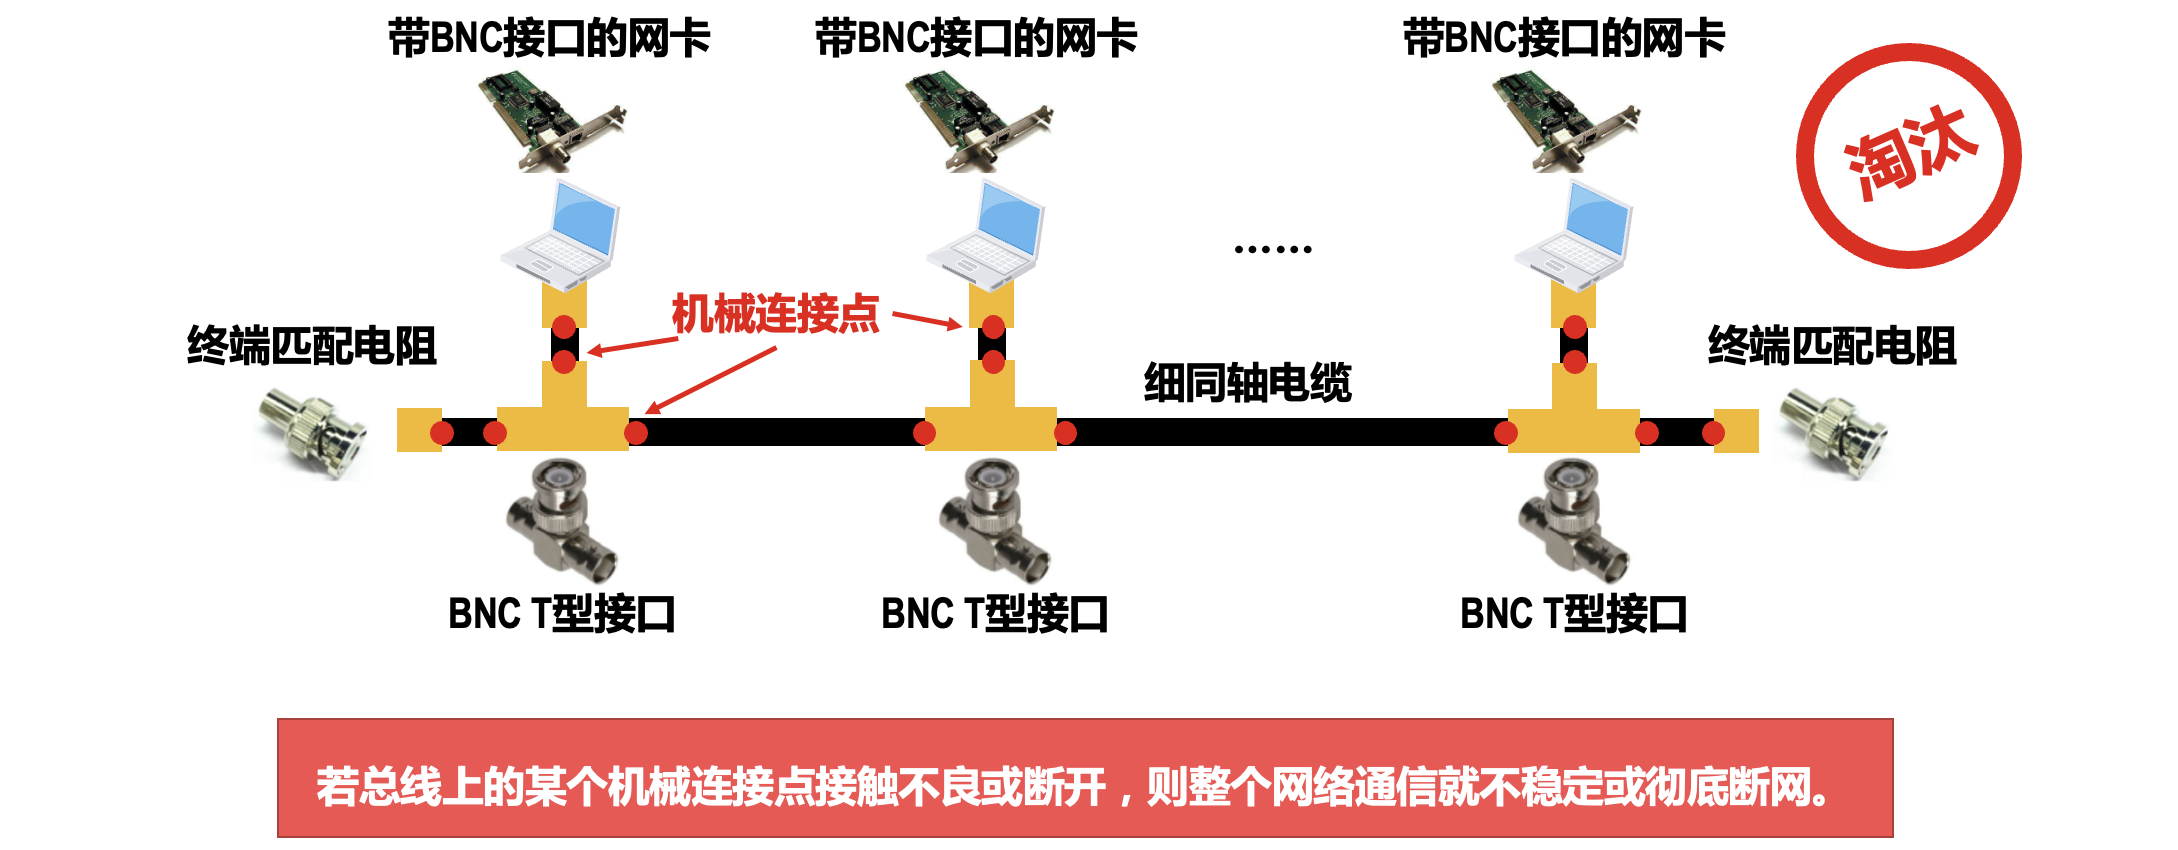 带BNC接口的网卡
带BNC接口的网卡
带BNC接口的网卡
淘汰
……
机械连接点
终端匹配电阻
终端匹配电阻
细同轴电缆
BNC T型接口
BNC T型接口
BNC T型接口
若总线上的某个机械连接点接触不良或断开，则整个网络通信就不稳定或彻底断网。